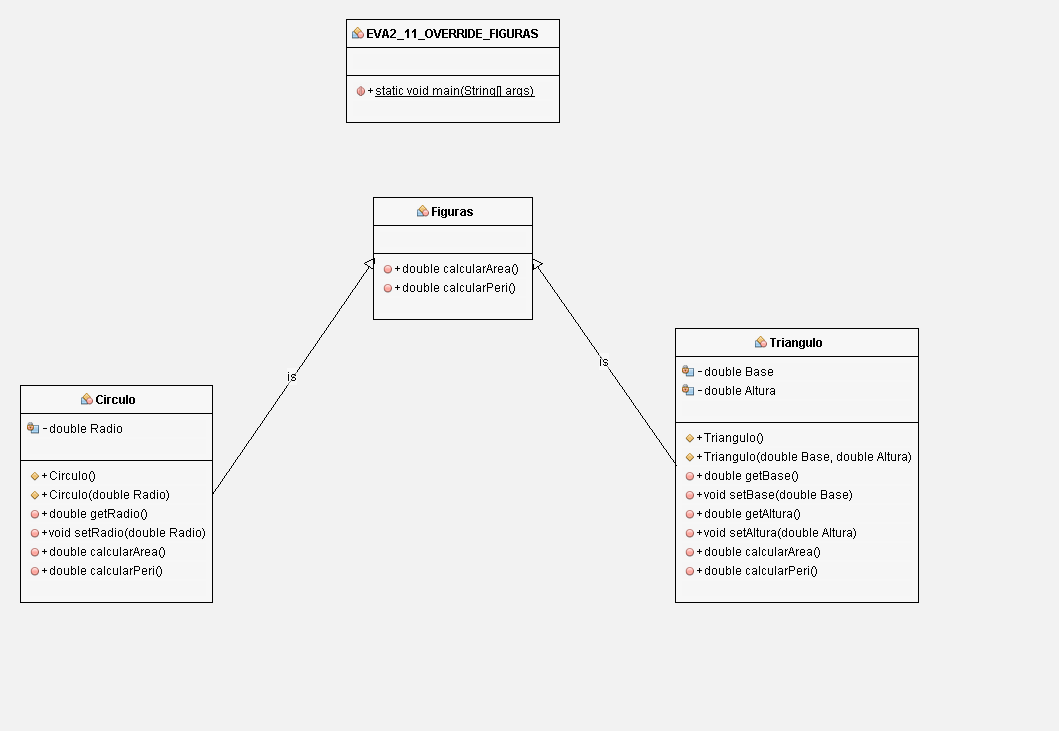 EVA2_11_OVERRIDE_FIGURAS
+static void main(String[] args)
Figuras
+double calcularArea()
+double calcularPeri()
is
is
Circulo
-double Radio
+Circulo()
+Circulo(double Radio)
+double getRadio()
+void setRadio(double Radio)
+double calcularArea()
+double calcularPeri()
Triangulo
-double Base
-double Altura
+Triangulo()
+Triangulo(double Base, double Altura)
+double getBase()
+void setBase(double Base)
+double getAltura()
+void setAltura(double Altura)
+double calcularArea()
+double calcularPeri()